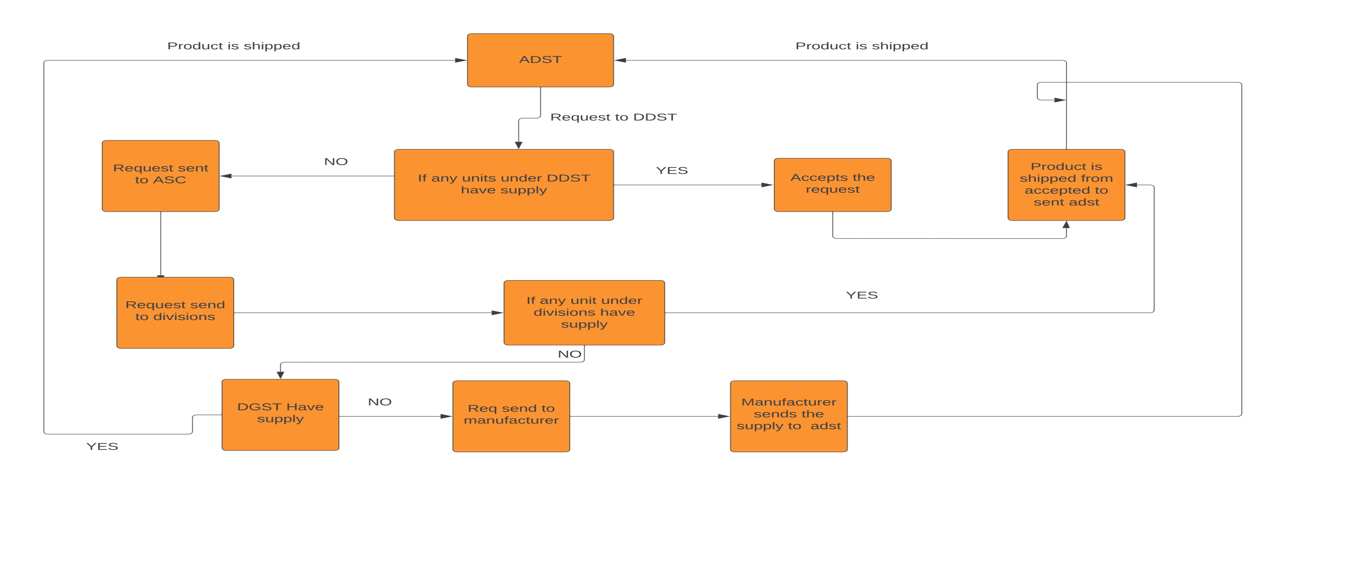 Product is shipped
ADST
Product is shipped
Request to DDST
Request sent
to ASC
NO
If any units under DDST
have supply
YES
Accepts the
request
Product is
shipped from
accepted to
sent adst
Request send
to divisions
If any unit under
divisions have
supply
YES
NO
DGST Have
supply
NO
Req send to
manufacturer
Manufacturer
sends the
supply to  adst
YES